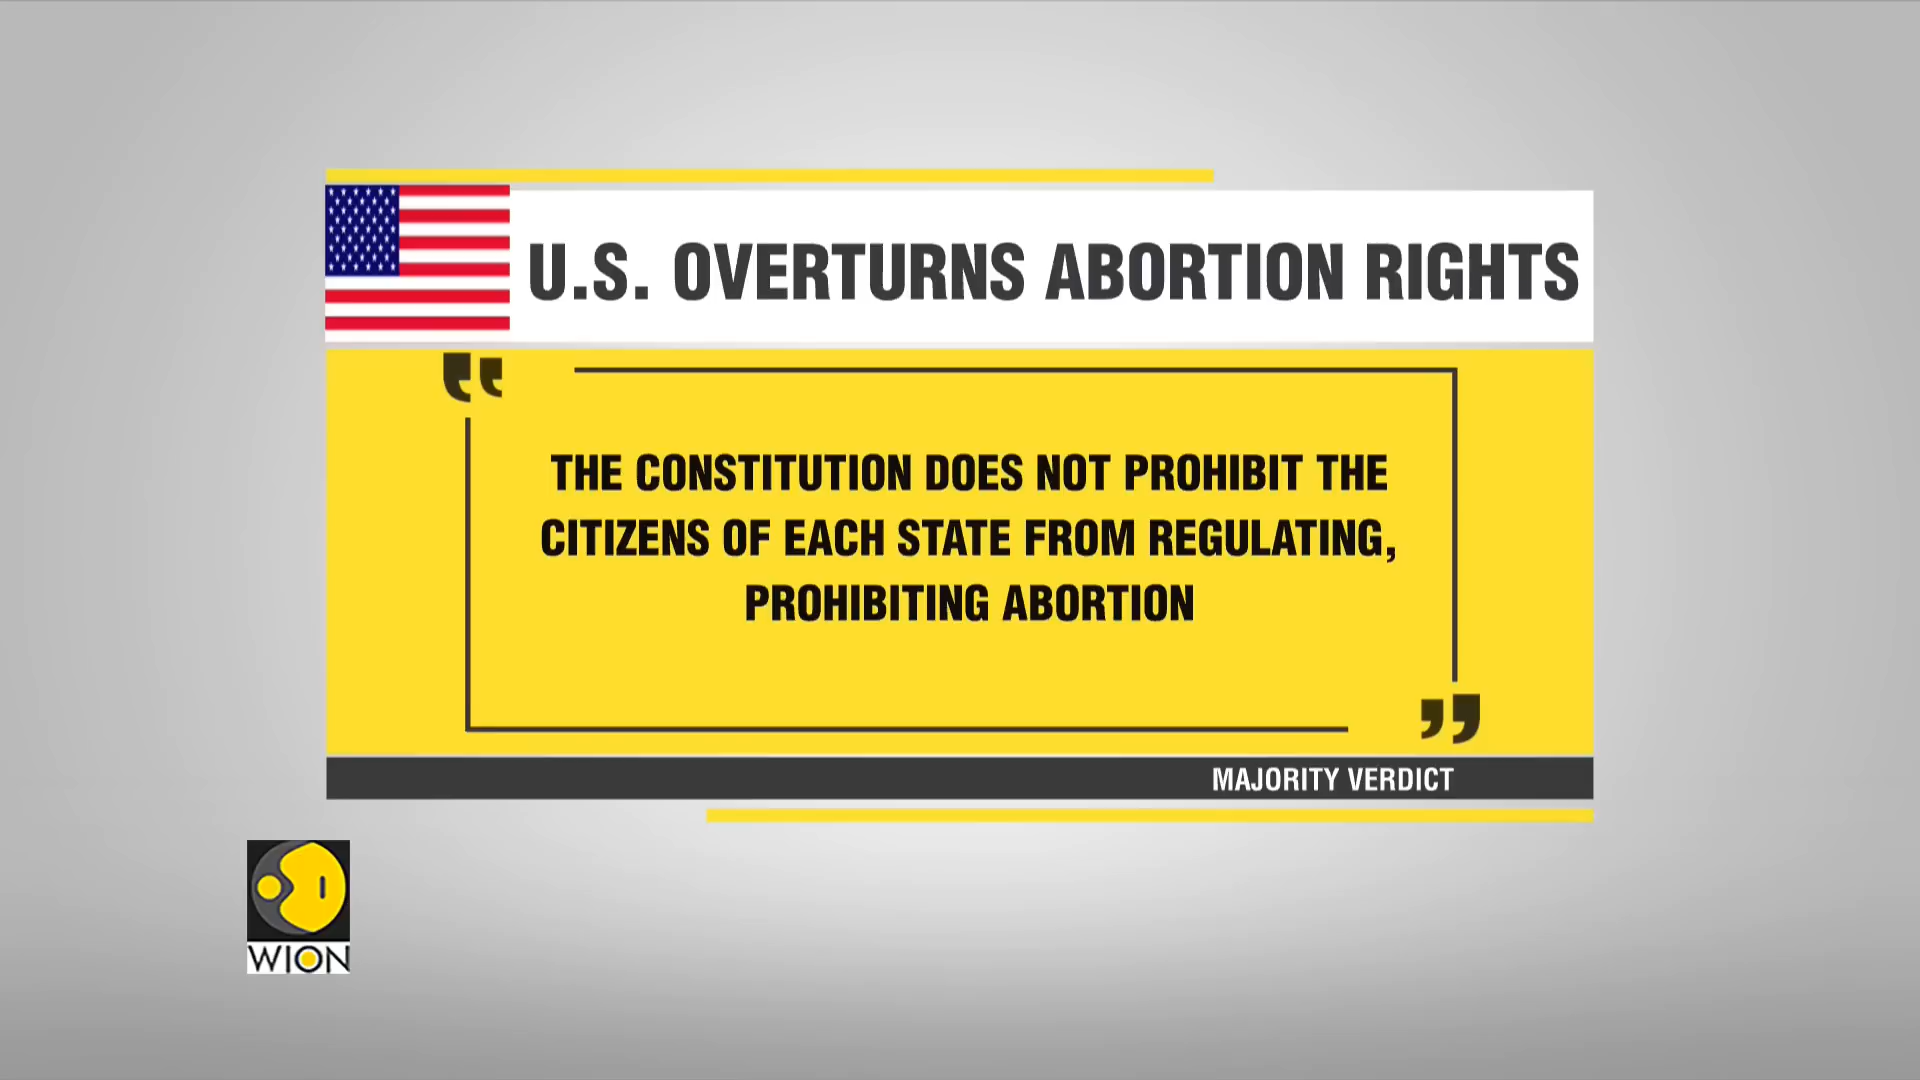 U.S. OVERTURNS ABORTION RIGHTS
“
THE CONSTITUTION DOES NOT PROHIBIT THE
CITIZENS OF EACH STATE FROM REGULATING,
PROHIBITING ABORTION
”
MAJORITY VERDICT
WION